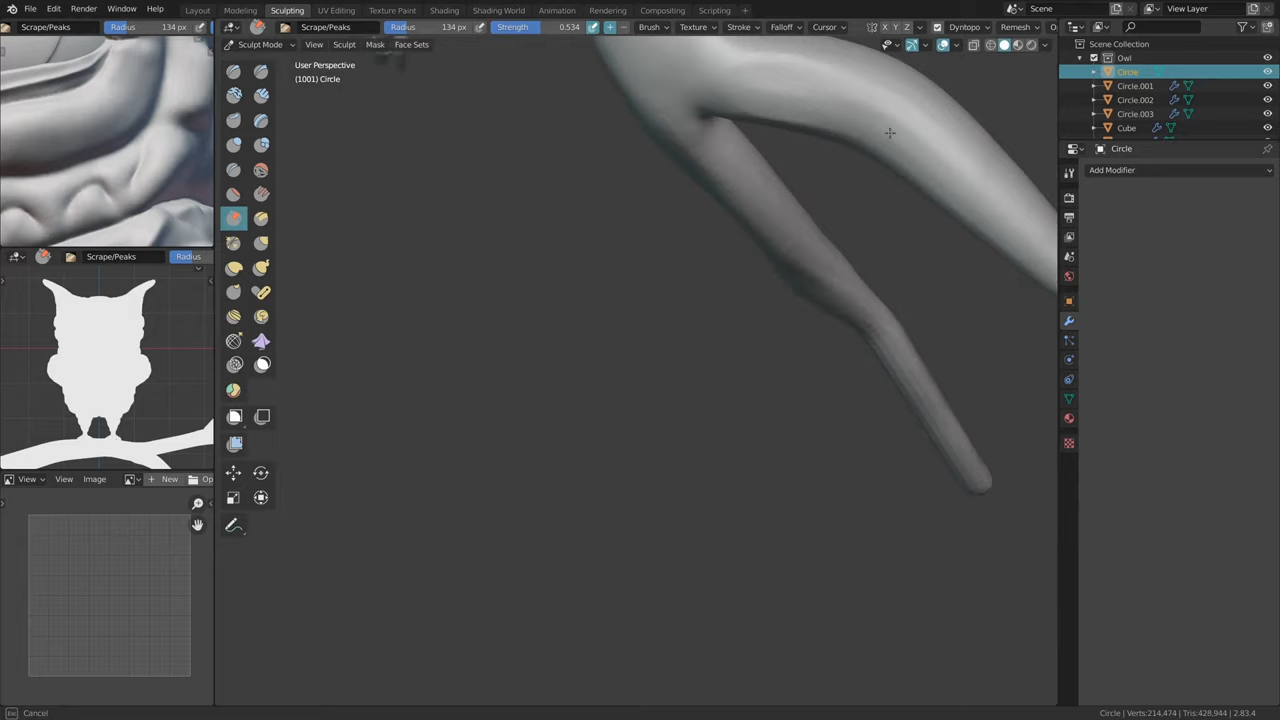 File Edit Render Window Help Layout Modeling Sculpting UV Editing Texture Paint Shading Shading World Animation Rendering Compositing Scripting + Scene View Layer
Scrape/Peaks Radius 134 px Scrape/Peaks Radius 134 px Strength 0.534 Brush Texture Stroke Falloff Cursor X Y Z Dyntopo Remesh Options
Sculpt Mode View Sculpt Mask Face Sets Scene Collection
User Perspective Owl
(1001) Circle Circle
Circle.001
Circle.002
Circle.003
Cube
Circle
Add Modifier
Scrape/Peaks Radius
View View Image New Op
Esc Cancel Circle | Verts:214,474 | Tris:428,944 | 2.83.4